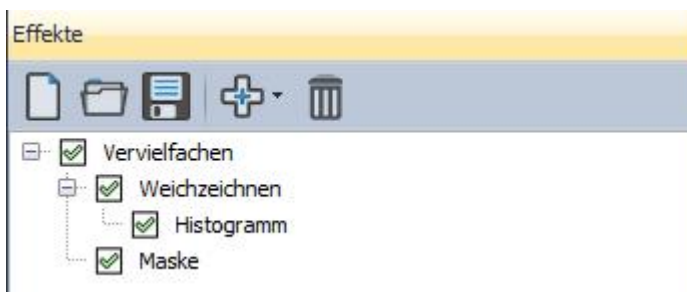 Effekte
Vervielfachen
Weichzeichnen
Histogramm
Maske